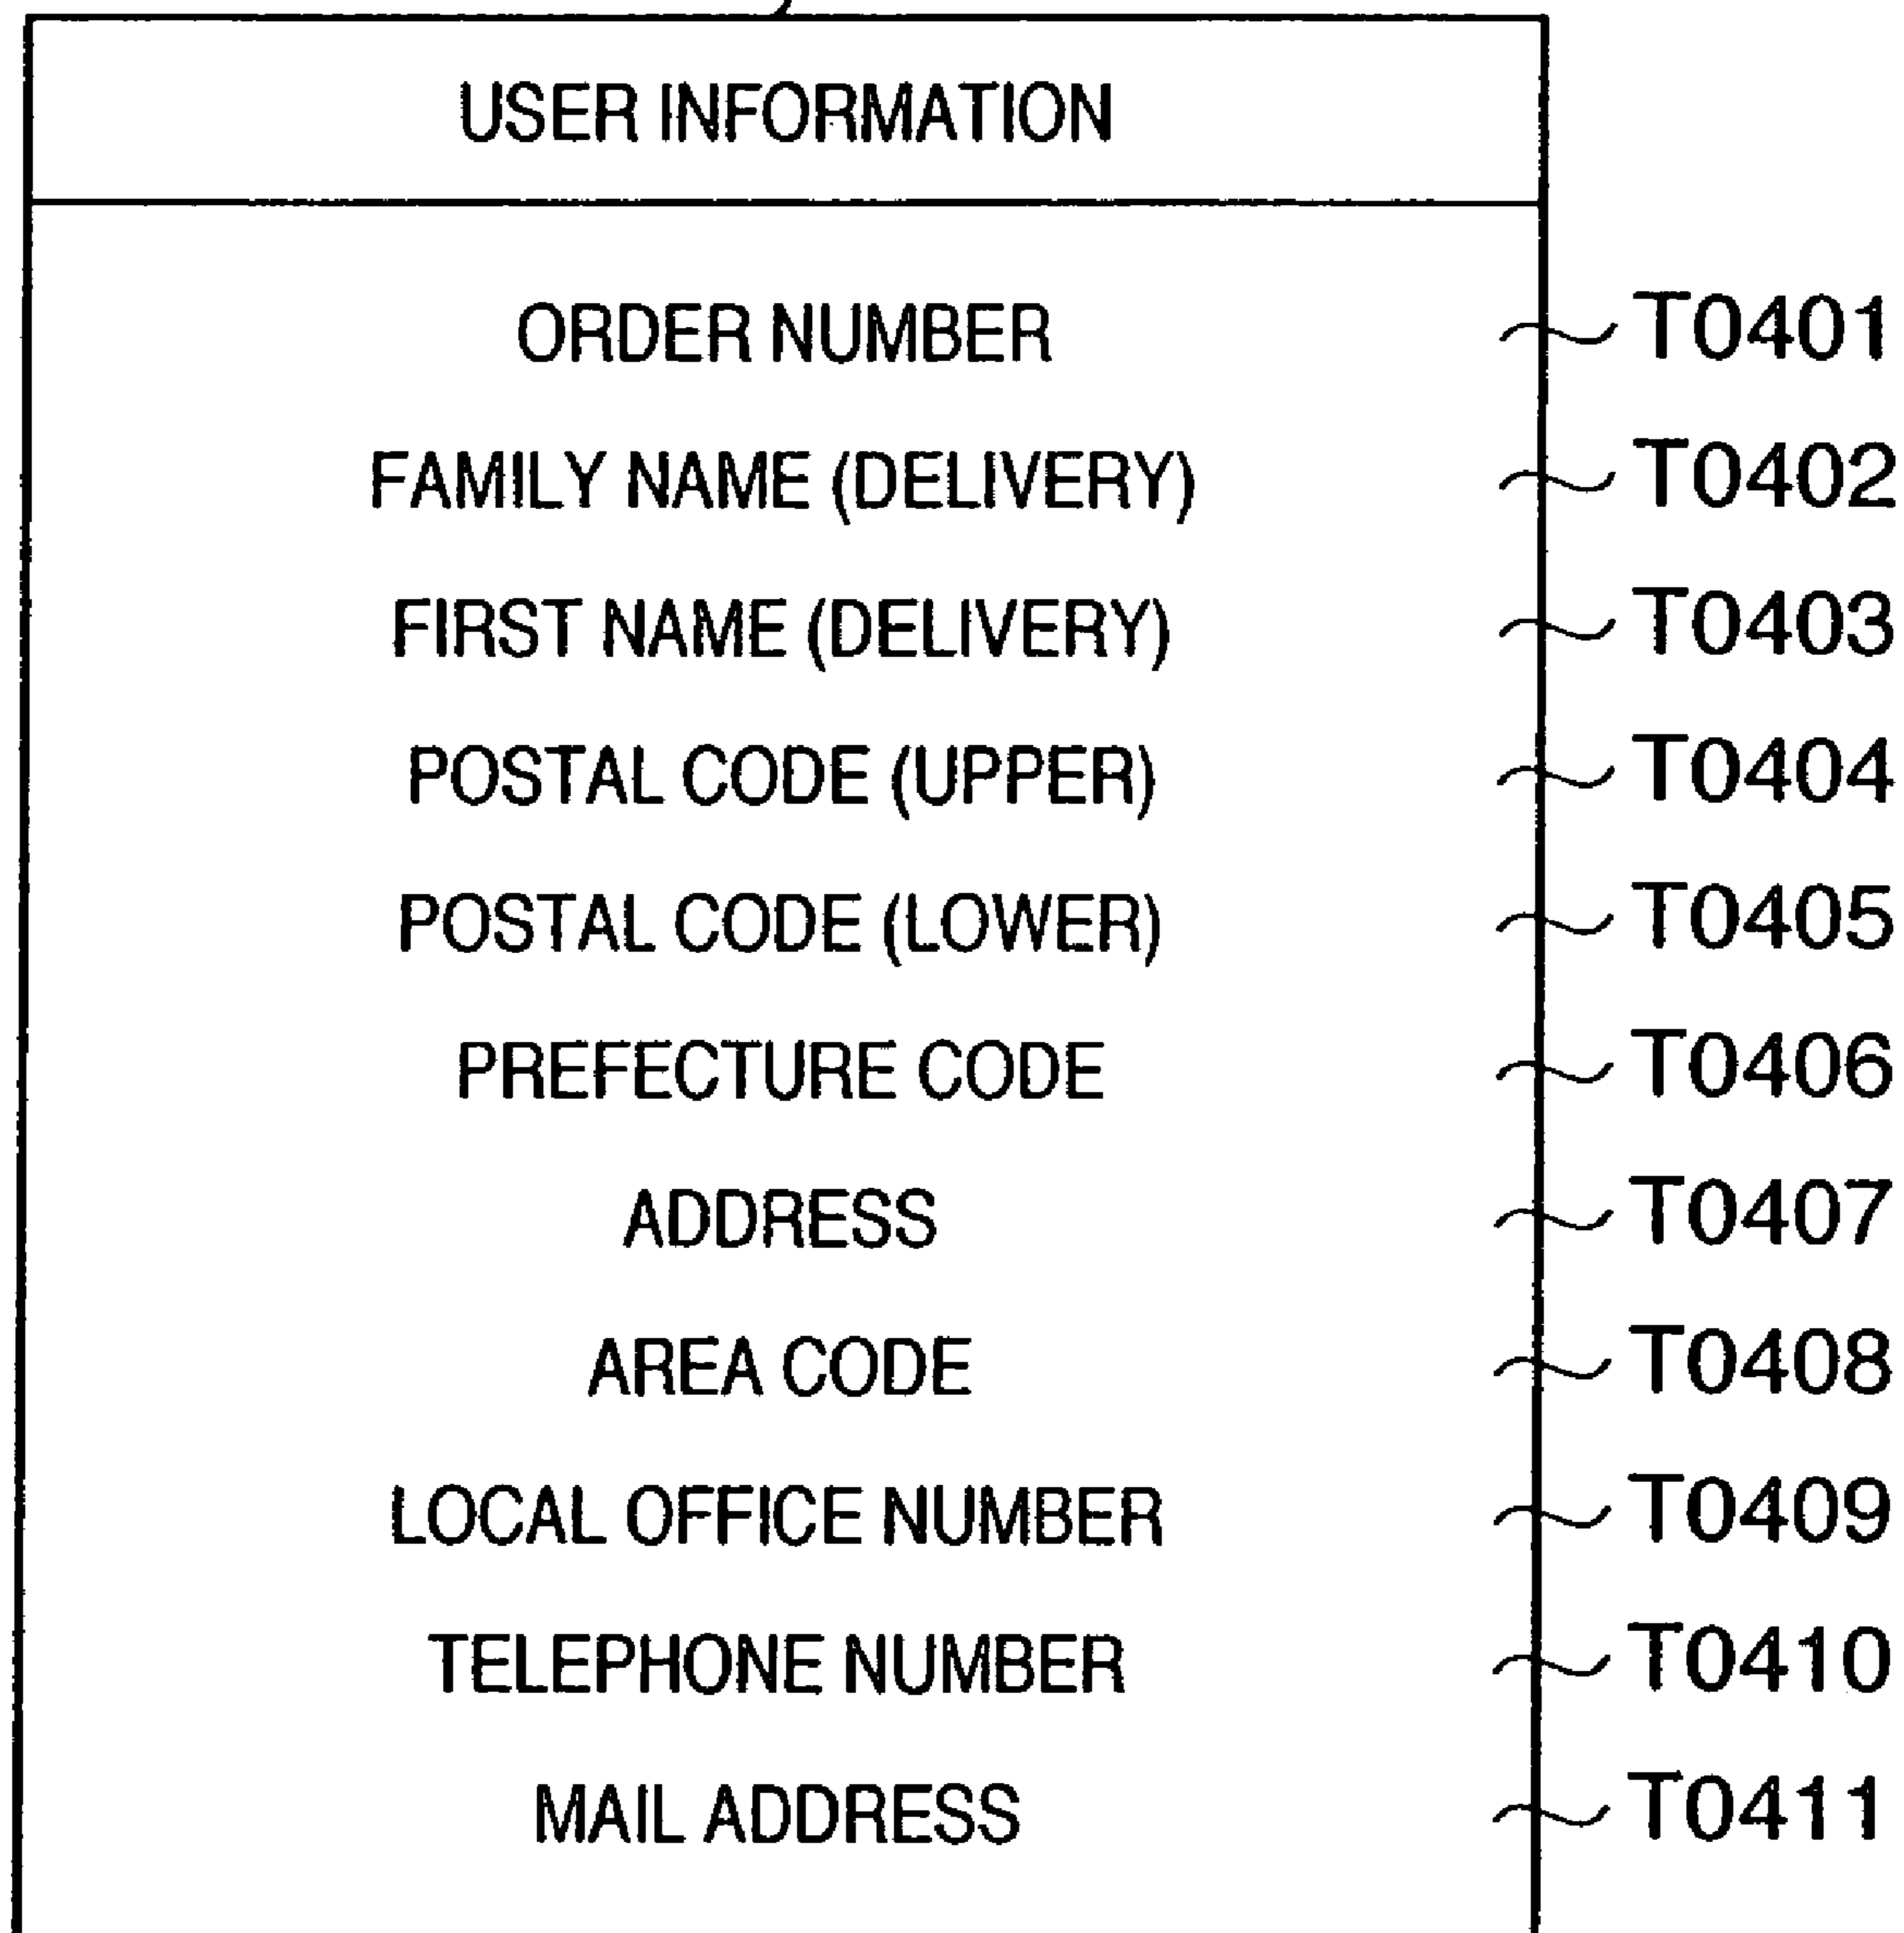 USER INFORMATION
ORDER NUMBER T0401
FAMILY NAME (DELIVERY) T0402
FIRST NAME (DELIVERY) T0403
POSTAL CODE (UPPER) T0404
POSTAL CODE (LOWER) T0405
PREFECTURE CODE T0406
ADDRESS T0407
AREA CODE T0408
LOCAL OFFICE NUMBER T0409
TELEPHONE NUMBER T0410
MAIL ADDRESS T0411